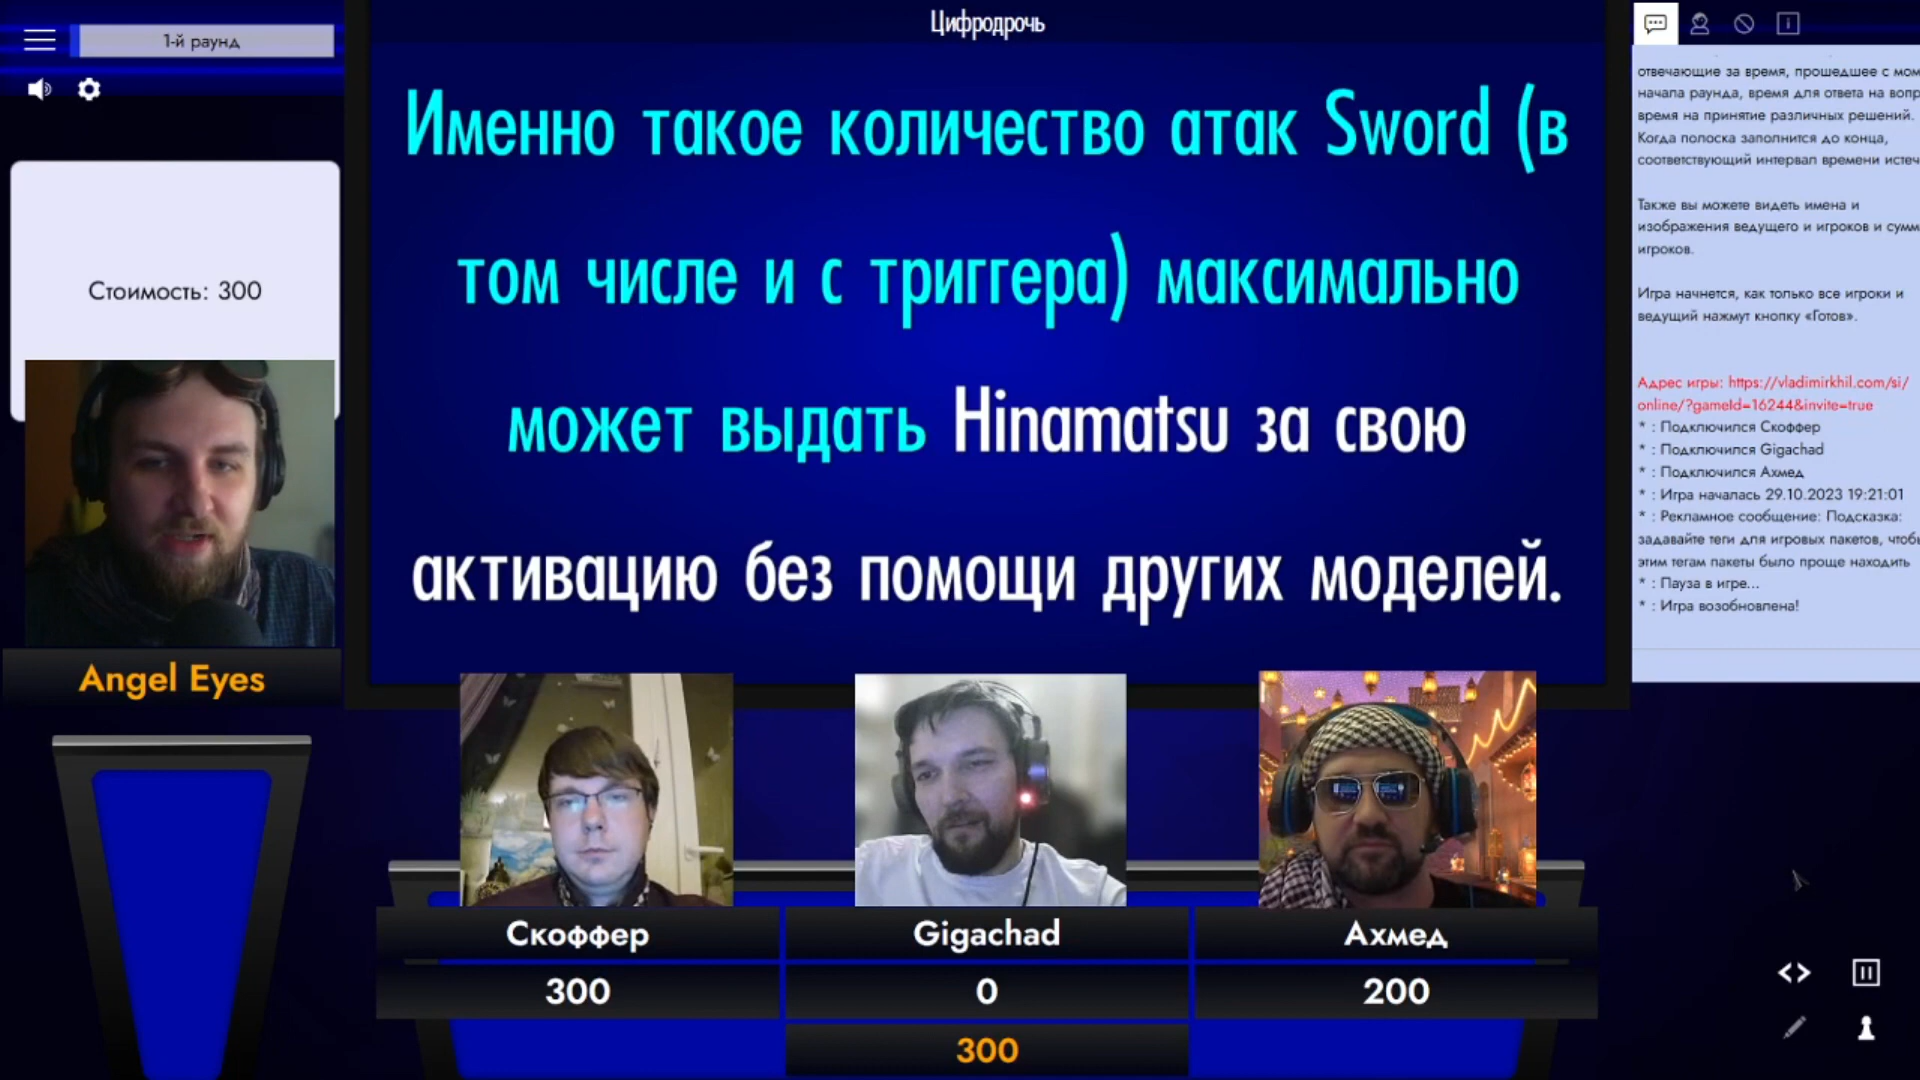 Цифродрочь
1-й раунд
Стоимость: 300
Именно такое количество атак Sword (в
том числе и с триггера) максимально
может выдать Hinamatsu за свою
активацию без помощи других моделей.
Angel Eyes
Скоффер
300
Gigachad
0
300
Ахмед
200
отвечающие за время, прошедшее с мом
начала раунда, время для ответа на вопр
время на принятие различных решений.
Когда полоска заполнится до конца,
соответствующий интервал времени истеч
Также вы можете видеть имена и
изображения ведущего и игроков и сумм
игроков.
Игра начнется, как только все игроки и
ведущий нажмут кнопку «Готов».
Адрес игры: https://vladimirkhil.com/si/
online/?gameId=16244&invite=true
* : Подключился Скоффер
* : Подключился Gigachad
* : Подключился Ахмед
* : Игра началась 29.10.2023 19:21:01
* : Рекламное сообщение: Подсказка:
задавайте теги для игровых пакетов, чтобы
этим тегам пакеты было проще находить
* : Пауза в игре...
* : Игра возобновлена!